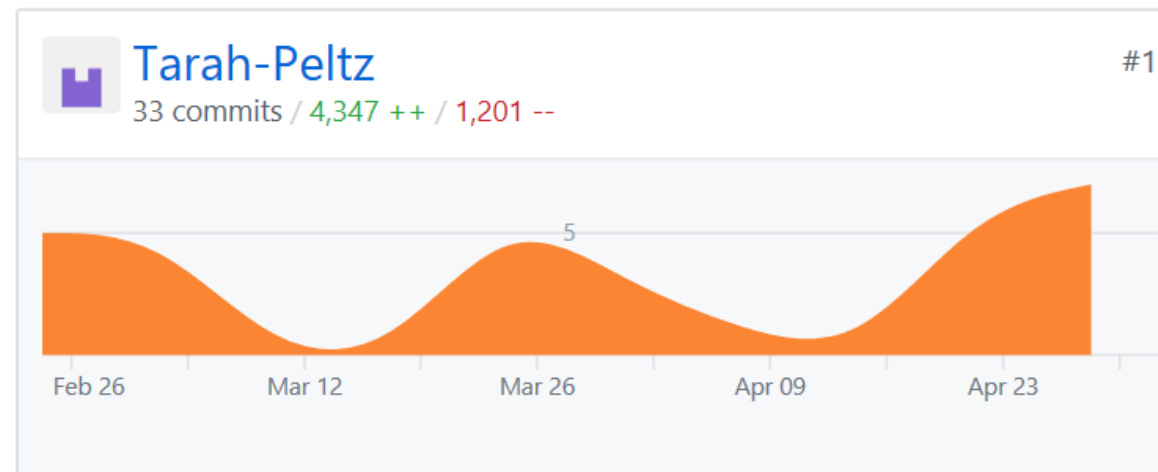 Tarah-Peltz
#1
33 commits / 4,347 ++ / 1,201 --
5
Feb 26 Mar 12 Mar 26 Apr 09 Apr 23